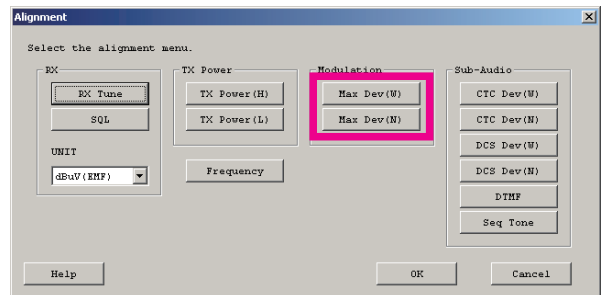 Alignment
Select the alignment menu.
RX
RX Tune
SQL
UNIT
dBuV(EMF)
TX Power
TX Power(H)
TX Power(L)
Frequency
Modulation
Max Dev(W)
Max Dev(N)
Sub-Audio
CTC Dev(W)
CTC Dev(N)
DCS Dev(W)
DCS Dev(N)
DTMF
Seq Tone
Help
OK
Cancel